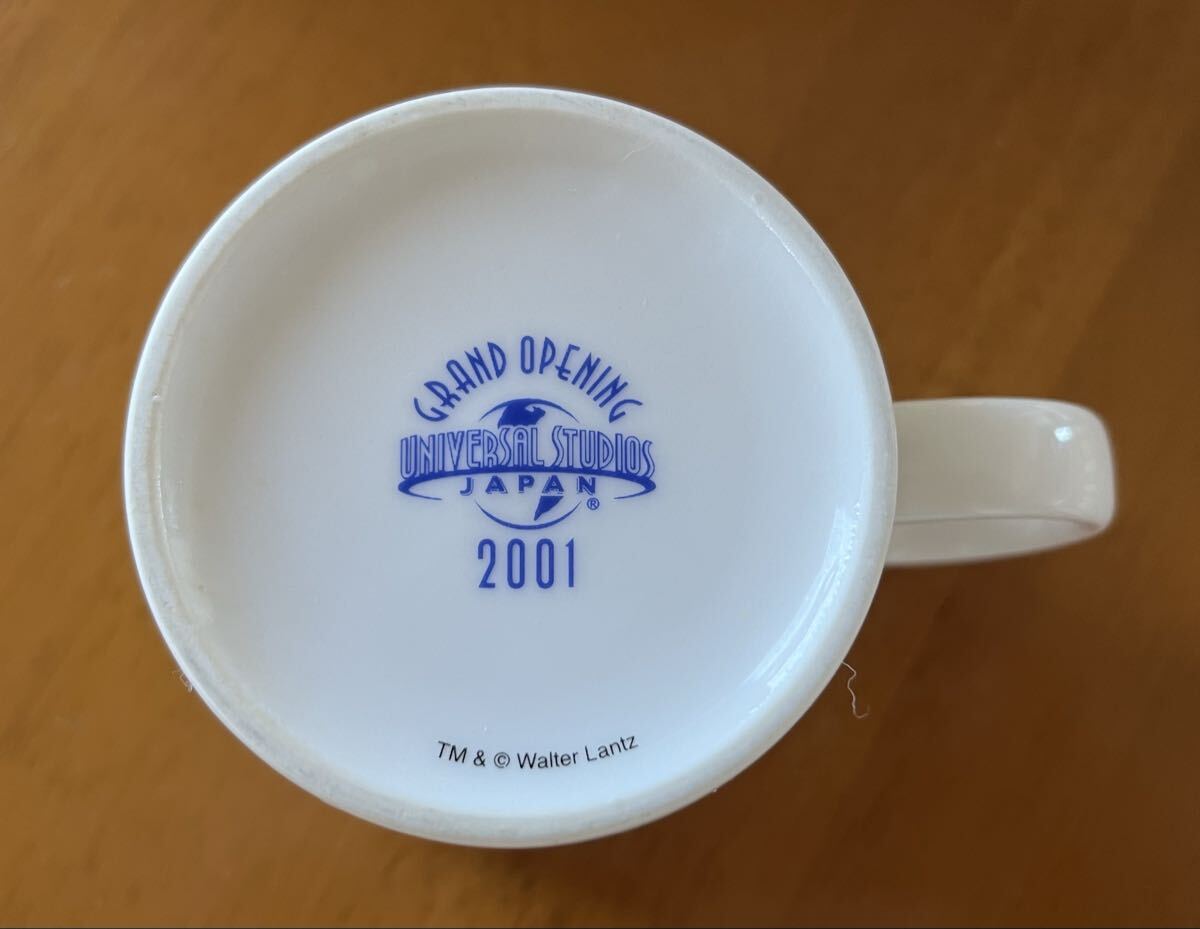 GRAND OPENING
UNIVERSAL STUDIOS
JAPAN®
2001
TM & © Walter Lantz